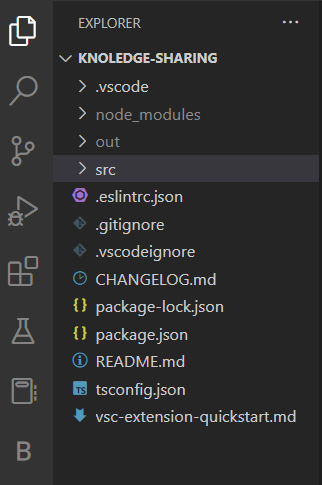 EXPLORER
KNOLEDGE-SHARING
.vscode
node_modules
out
src
.eslintrc.json
.gitignore
.vscodeignore
CHANGELOG.md
package-lock.json
package.json
README.md
TS tsconfig.json
vsc-extension-quickstart.md
B